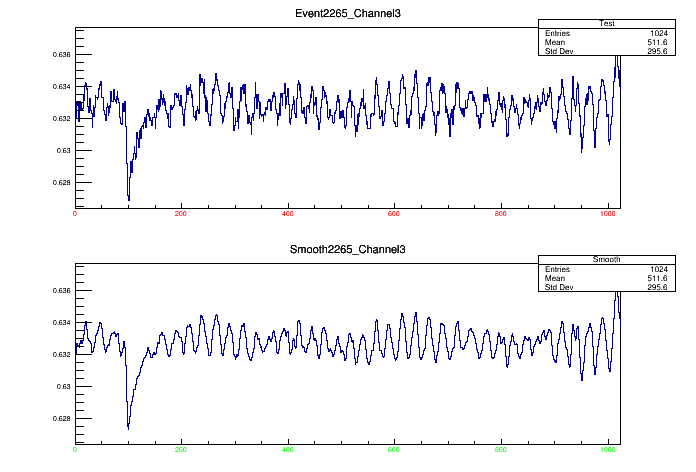 Event2265_Channel3
Test
Entries 1024
Mean 511.6
Std Dev 295.6
0.636
0.634
0.632
0.63
0.628
0 200 400 600 800 1000
Smooth2265_Channel3
Smooth
Entries 1024
Mean 511.6
Std Dev 295.6
0.636
0.634
0.632
0.63
0.628
0 200 400 600 800 1000